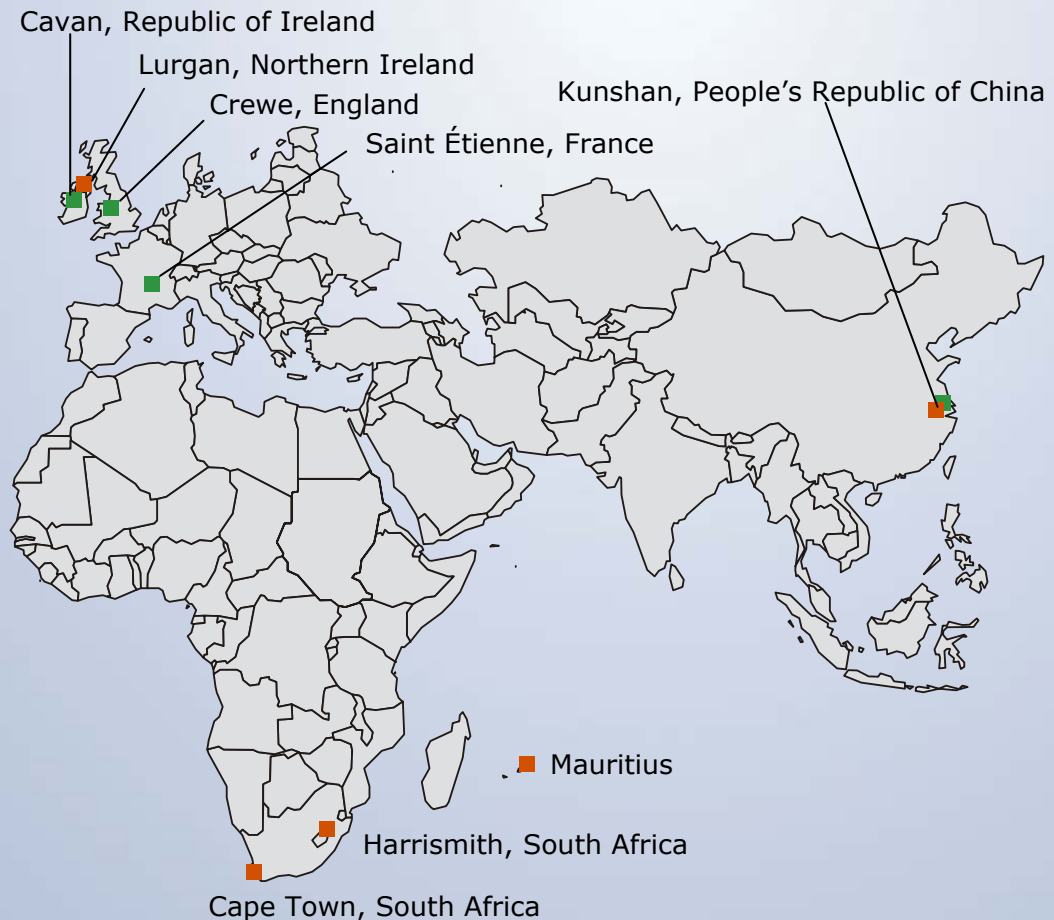 Cavan, Republic of Ireland
Lurgan, Northern Ireland
Crewe, England
Kunshan, People’s Republic of China
Saint Étienne, France
Mauritius
Harrismith, South Africa
Cape Town, South Africa